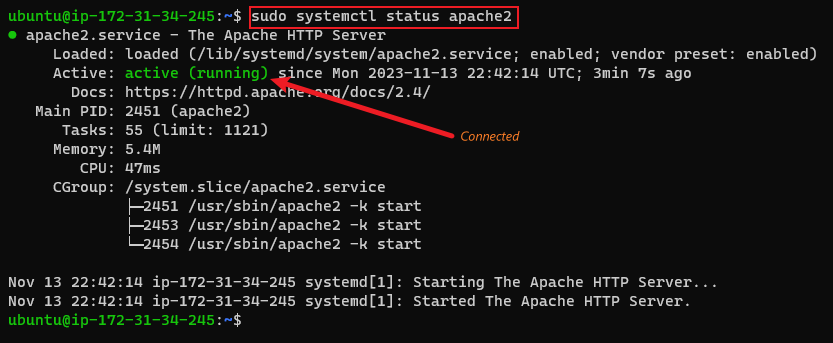 ubuntu@ip-172-31-34-245:~$ sudo systemctl status apache2
● apache2.service - The Apache HTTP Server
Loaded: loaded (/lib/systemd/system/apache2.service; enabled; vendor preset: enabled)
Active: active (running) since Mon 2023-11-13 22:42:14 UTC; 3min 7s ago
Docs: https://httpd.apache.org/docs/2.4/
Main PID: 2451 (apache2)
Tasks: 55 (limit: 1121)
Connected
Memory: 5.4M
CPU: 47ms
CGroup: /system.slice/apache2.service
├─2451 /usr/sbin/apache2 -k start
├─2453 /usr/sbin/apache2 -k start
└─2454 /usr/sbin/apache2 -k start
Nov 13 22:42:14 ip-172-31-34-245 systemd[1]: Starting The Apache HTTP Server...
Nov 13 22:42:14 ip-172-31-34-245 systemd[1]: Started The Apache HTTP Server.
ubuntu@ip-172-31-34-245:~$